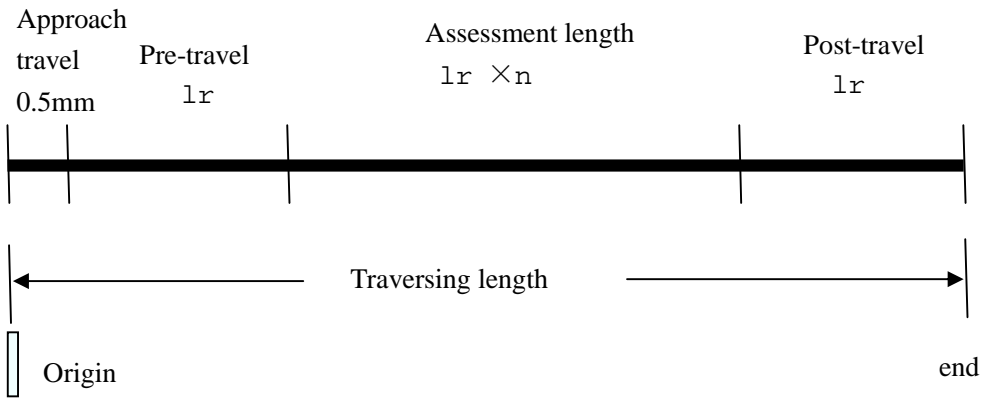 Approach
travel
0.5mm
Pre-travel
lr
Assessment length
lr ×n
Post-travel
lr
Traversing length
Origin
end